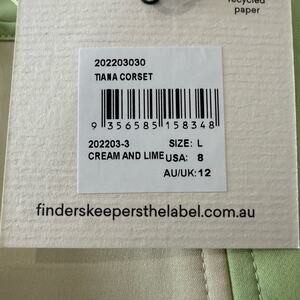 recycled
paper
202203030
TIANA CORSET
9 356585 158348
202203-3 SIZE: L
CREAM AND LIME USA: 8
AU/UK: 12
finderskeepersthelabel.com.au